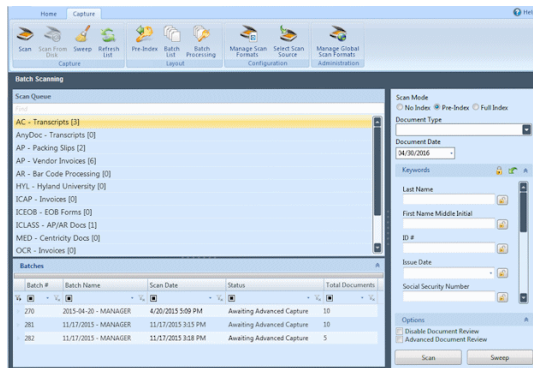 Home Capture Help
Scan Scan From Disk Sweep Refresh List Pre-Index Batch List Batch Processing Manage Scan Formats Select Scan Source Manage Global Scan Formats
Capture Layout Configuration Administration
Batch Scanning
Scan Queue
Find
AC - Transcripts [3]
AnyDoc - Transcripts [0]
AP - Packing Slips [2]
AP - Vendor Invoices [6]
AR - Bar Code Processing [0]
HYL - Hyland University [0]
ICAP - Invoices [0]
ICEOB - EOB Forms [0]
ICLASS - AP/AR Docs [1]
MED - Centricity Docs [0]
OCR - Invoices [0]
Batches
Batch # Batch Name Scan Date Status Total Documents
270 2015-04-20 - MANAGER 4/20/2015 5:09 PM Awaiting Advanced Capture 10
281 11/17/2015 - MANAGER 11/17/2015 3:15 PM Awaiting Advanced Capture 10
282 11/17/2015 - MANAGER 11/17/2015 3:18 PM Awaiting Advanced Capture 5
Scan Mode
No Index Pre-Index Full Index
Document Type
Document Date
04/30/2016
Keywords
Last Name
First Name Middle Initial
ID #
Issue Date
Social Security Number
Options
Disable Document Review
Advanced Document Review
Scan Sweep